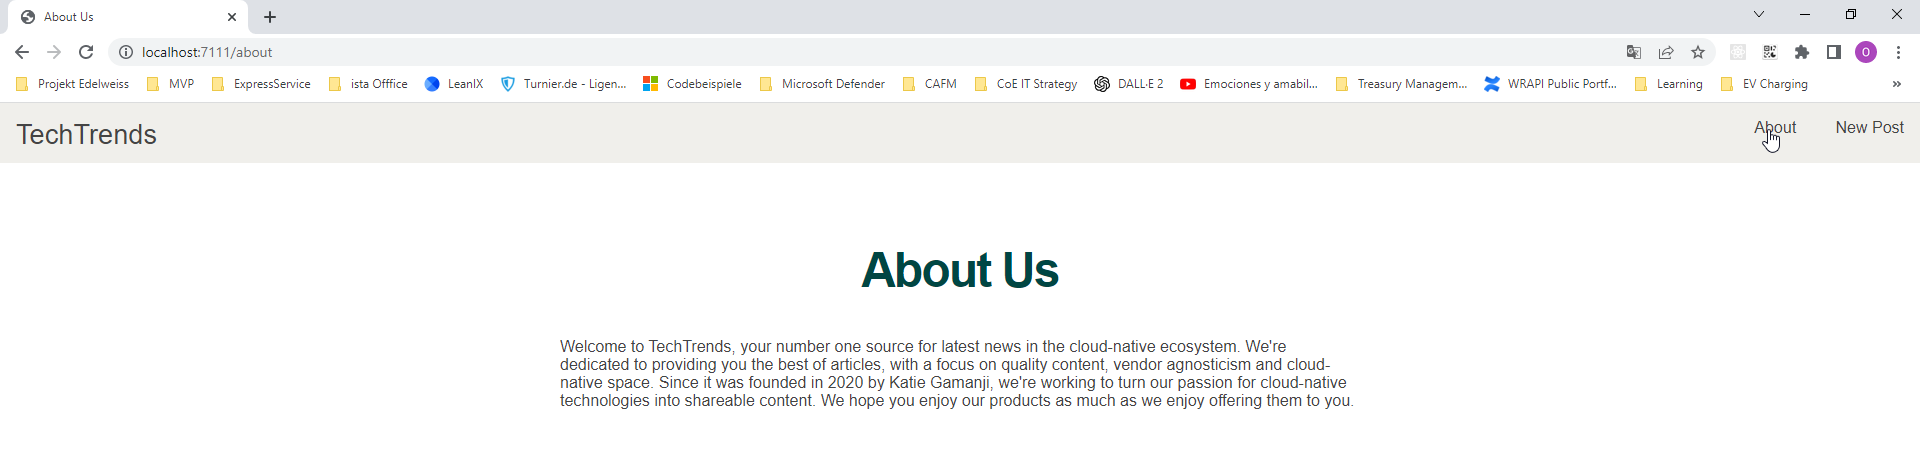 About Us
localhost:7111/about
O
Projekt Edelweiss MVP ExpressService ista Offfice LeanIX Turnier.de - Ligen... Codebeispiele Microsoft Defender CAFM CoE IT Strategy DALL·E 2 Emociones y amabil... Treasury Managem... WRAPI Public Portf... Learning EV Charging »
TechTrends About New Post
About Us
Welcome to TechTrends, your number one source for latest news in the cloud-native ecosystem. We're
dedicated to providing you the best of articles, with a focus on quality content, vendor agnosticism and cloud-
native space. Since it was founded in 2020 by Katie Gamanji, we're working to turn our passion for cloud-native
technologies into shareable content. We hope you enjoy our products as much as we enjoy offering them to you.